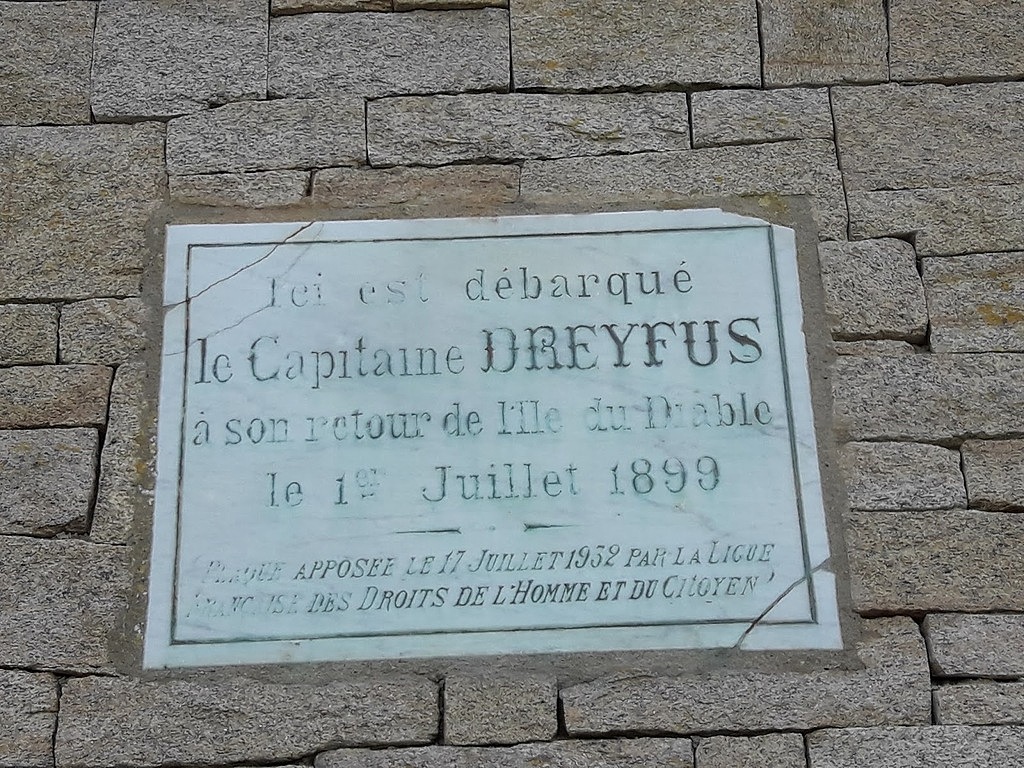 Ici est débarqué
le Capitaine DREYFUS
à son retour de l'Ile du Diable
le 1er Juillet 1899
PLAQUE APPOSEE LE 17 JUILLET 1932 PAR LA LIGUE
FRANÇAISE DES DROITS DE L'HOMME ET DU CITOYEN